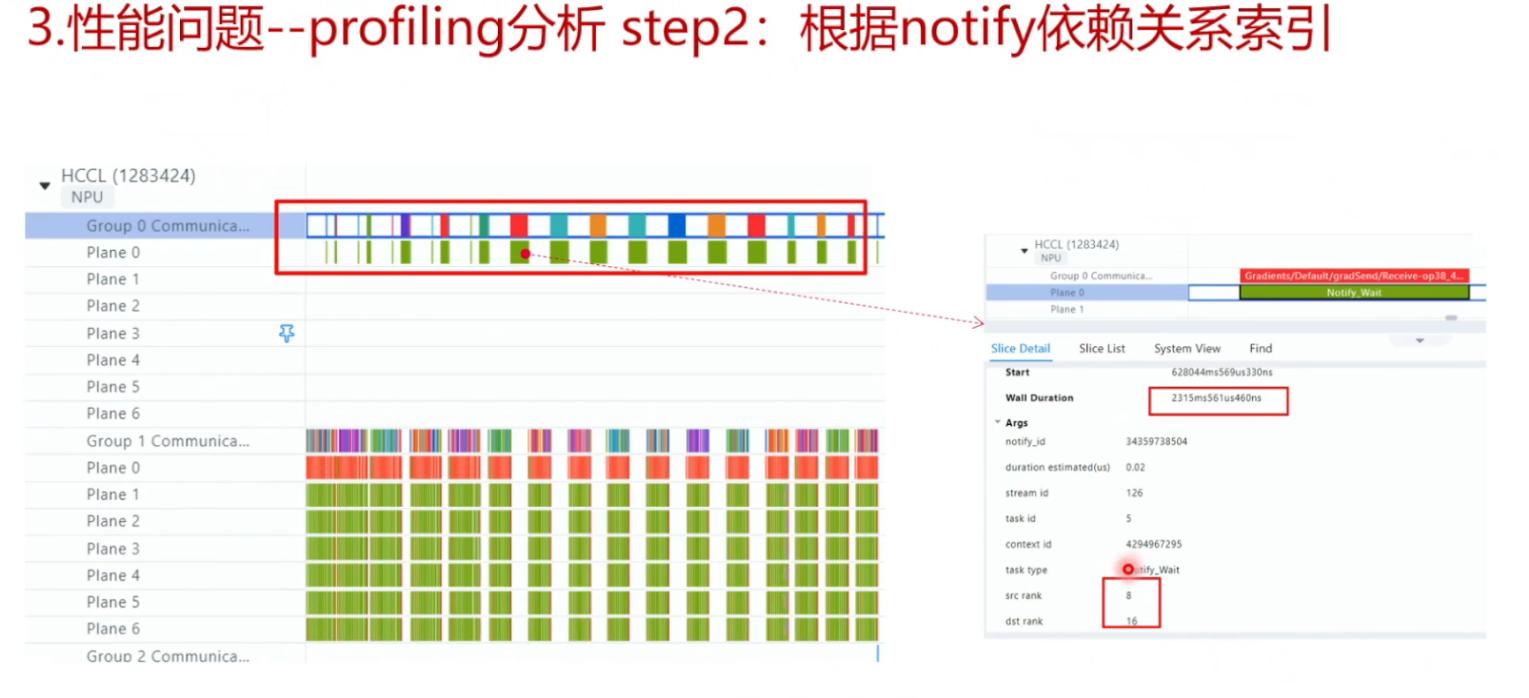 3.性能问题--profiling分析 step2：根据notify依赖关系索引
HCCL (1283424)
NPU
Group 0 Communica...
Plane 0
Plane 1
Plane 2
Plane 3
Plane 4
Plane 5
Plane 6
Group 1 Communica...
Plane 0
Plane 1
Plane 2
Plane 3
Plane 4
Plane 5
Plane 6
Group 2 Communica...
HCCL (1283424)
NPU
Group 0 Communica...
Gradients/Default/gradSend/Receive-op38_4...
Plane 0
Notify_Wait
Plane 1
Slice Detail Slice List System View Find
Start 628044ms569us330ns
Wall Duration 2315ms561us460ns
Args
notify_id 34359738504
duration estimated(us) 0.02
stream id 126
task id 5
context id 4294967295
task type tify_Wait
src rank 8
dst rank 16